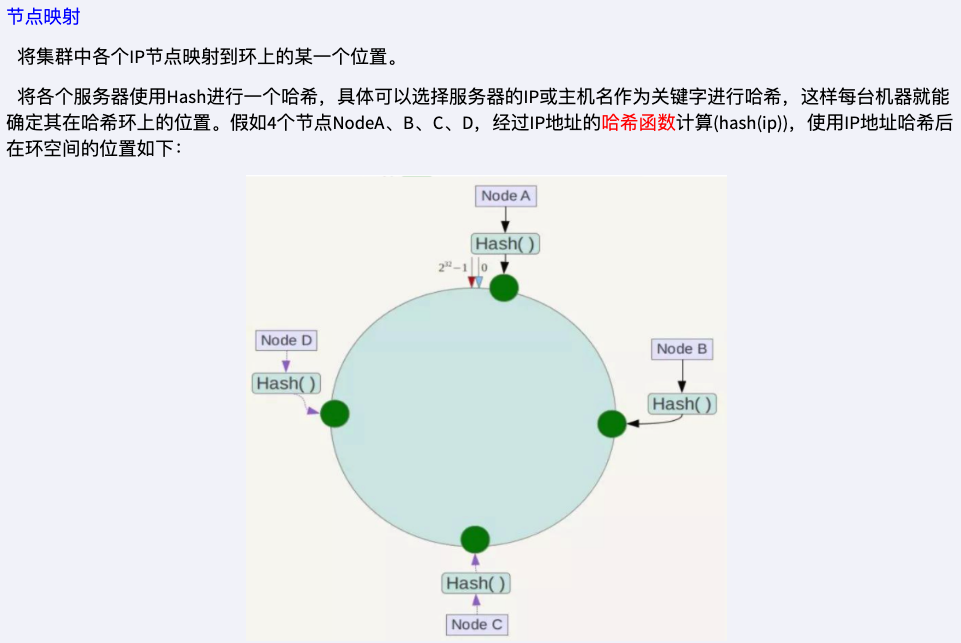 节点映射
将集群中各个IP节点映射到环上的某一个位置。
将各个服务器使用Hash进行一个哈希，具体可以选择服务器的IP或主机名作为关键字进行哈希，这样每台机器就能
确定其在哈希环上的位置。假如4个节点NodeA、B、C、D，经过IP地址的哈希函数计算(hash(ip))，使用IP地址哈希后
在环空间的位置如下：
Node A
Hash( )
2³²−1 0
Node D
Hash( )
Node B
Hash( )
Hash( )
Node C